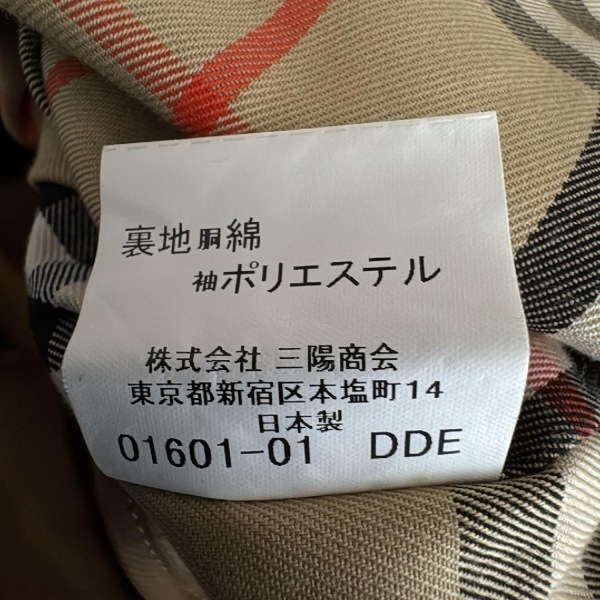 裏地胴綿
袖ポリエステル
株式会社 三陽商会
東京都新宿区本塩町14
日本製
01601-01 DDE